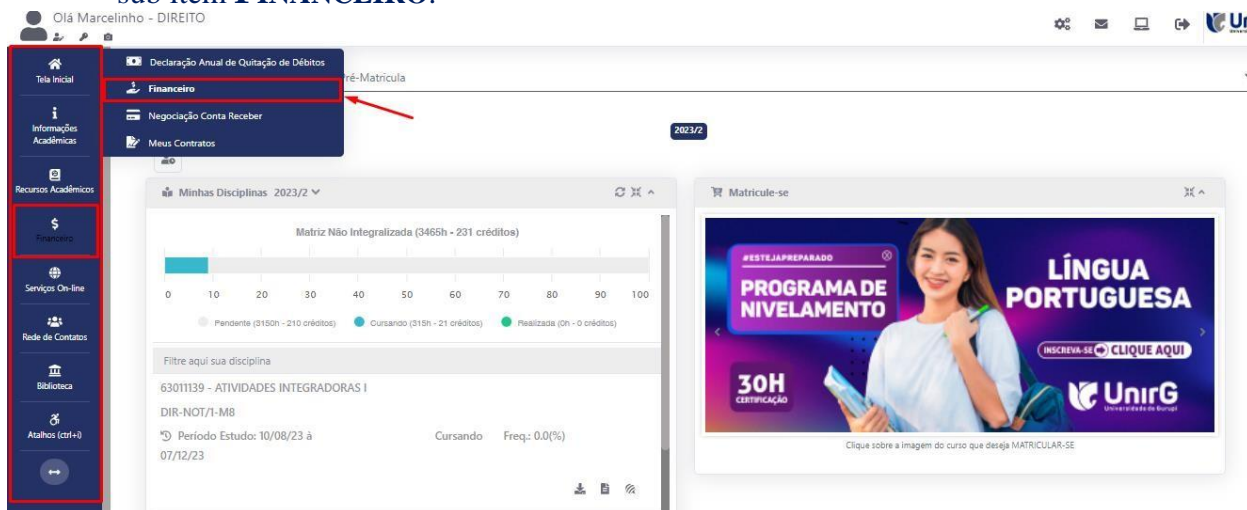 sub item FINANCEIRO.
Olá Marcelinho - DIREITO
Tela Inicial
Informações
Acadêmicas
Recursos Acadêmicos
Financeiro
Serviços On-line
Rede de Contatos
Biblioteca
Atalhos (ctrl+i)
Declaração Anual de Quitação de Débitos
Financeiro
Negociação Conta Receber
Meus Contratos
Pré-Matricula
2023/2
Minhas Disciplinas 2023/2
Matriz Não Integralizada (3465h - 231 créditos)
0 10 20 30 40 50 60 70 80 90 100
Pendente (3150h - 210 créditos) Cursando (315h - 21 créditos) Realizada (0h - 0 créditos)
Filtre aqui sua disciplina
63011139 - ATIVIDADES INTEGRADORAS I
DIR-NOT/1-M8
Período Estudo: 10/08/23 à Cursando Freq.: 0.0(%)
07/12/23
Matricule-se
#ESTEJAPREPARADO
PROGRAMA DE
NIVELAMENTO
30H
CERTIFICAÇÃO
LÍNGUA
PORTUGUESA
INSCREVA-SE CLIQUE AQUI
UnirG
Universidade de Gurupi
Clique sobre a imagem do curso que deseja MATRICULAR-SE